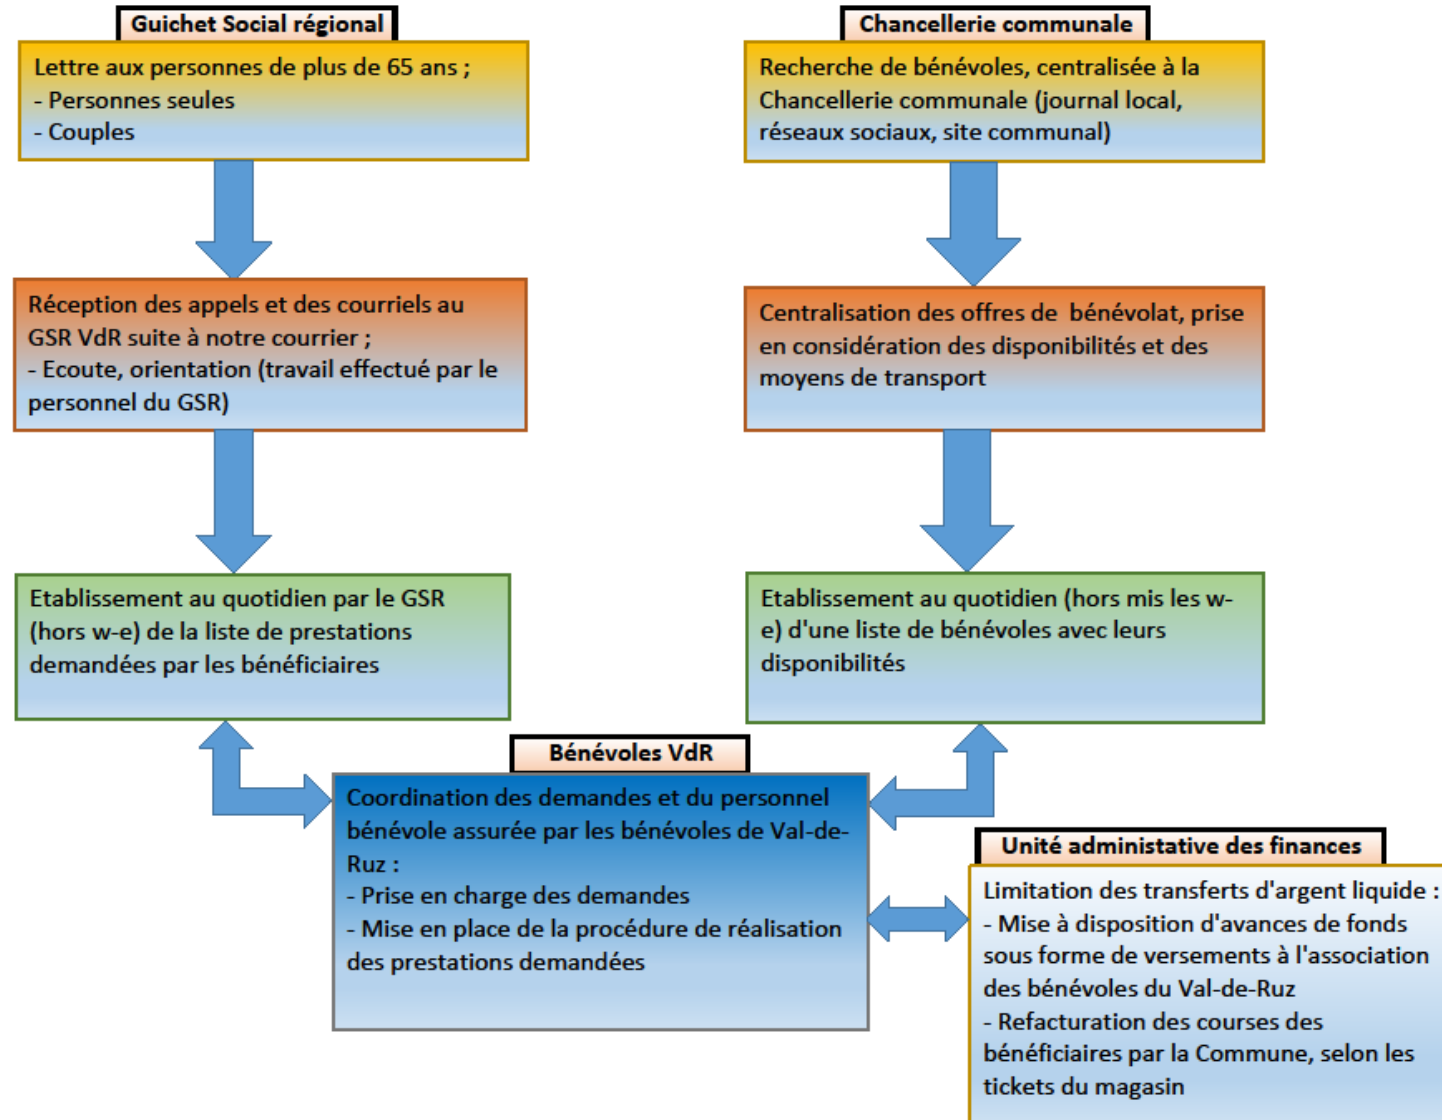 Guichet Social régional
Lettre aux personnes de plus de 65 ans ;
- Personnes seules
- Couples
Réception des appels et des courriels au
GSR VdR suite à notre courrier ;
- Ecoute, orientation (travail effectué par le
personnel du GSR)
Etablissement au quotidien par le GSR
(hors w-e) de la liste de prestations
demandées par les bénéficiaires
Chancellerie communale
Recherche de bénévoles, centralisée à la
Chancellerie communale (journal local,
réseaux sociaux, site communal)
Centralisation des offres de  bénévolat, prise
en considération des disponibilités et des
moyens de transport
Etablissement au quotidien (hors mis les w-
e) d'une liste de bénévoles avec leurs
disponibilités
Bénévoles VdR
Coordination des demandes et du personnel
bénévole assurée par les bénévoles de Val-de-
Ruz :
- Prise en charge des demandes
- Mise en place de la procédure de réalisation
des prestations demandées
Unité administative des finances
Limitation des transferts d'argent liquide :
- Mise à disposition d'avances de fonds
sous forme de versements à l'association
des bénévoles du Val-de-Ruz
- Refacturation des courses des
bénéficiaires par la Commune, selon les
tickets du magasin